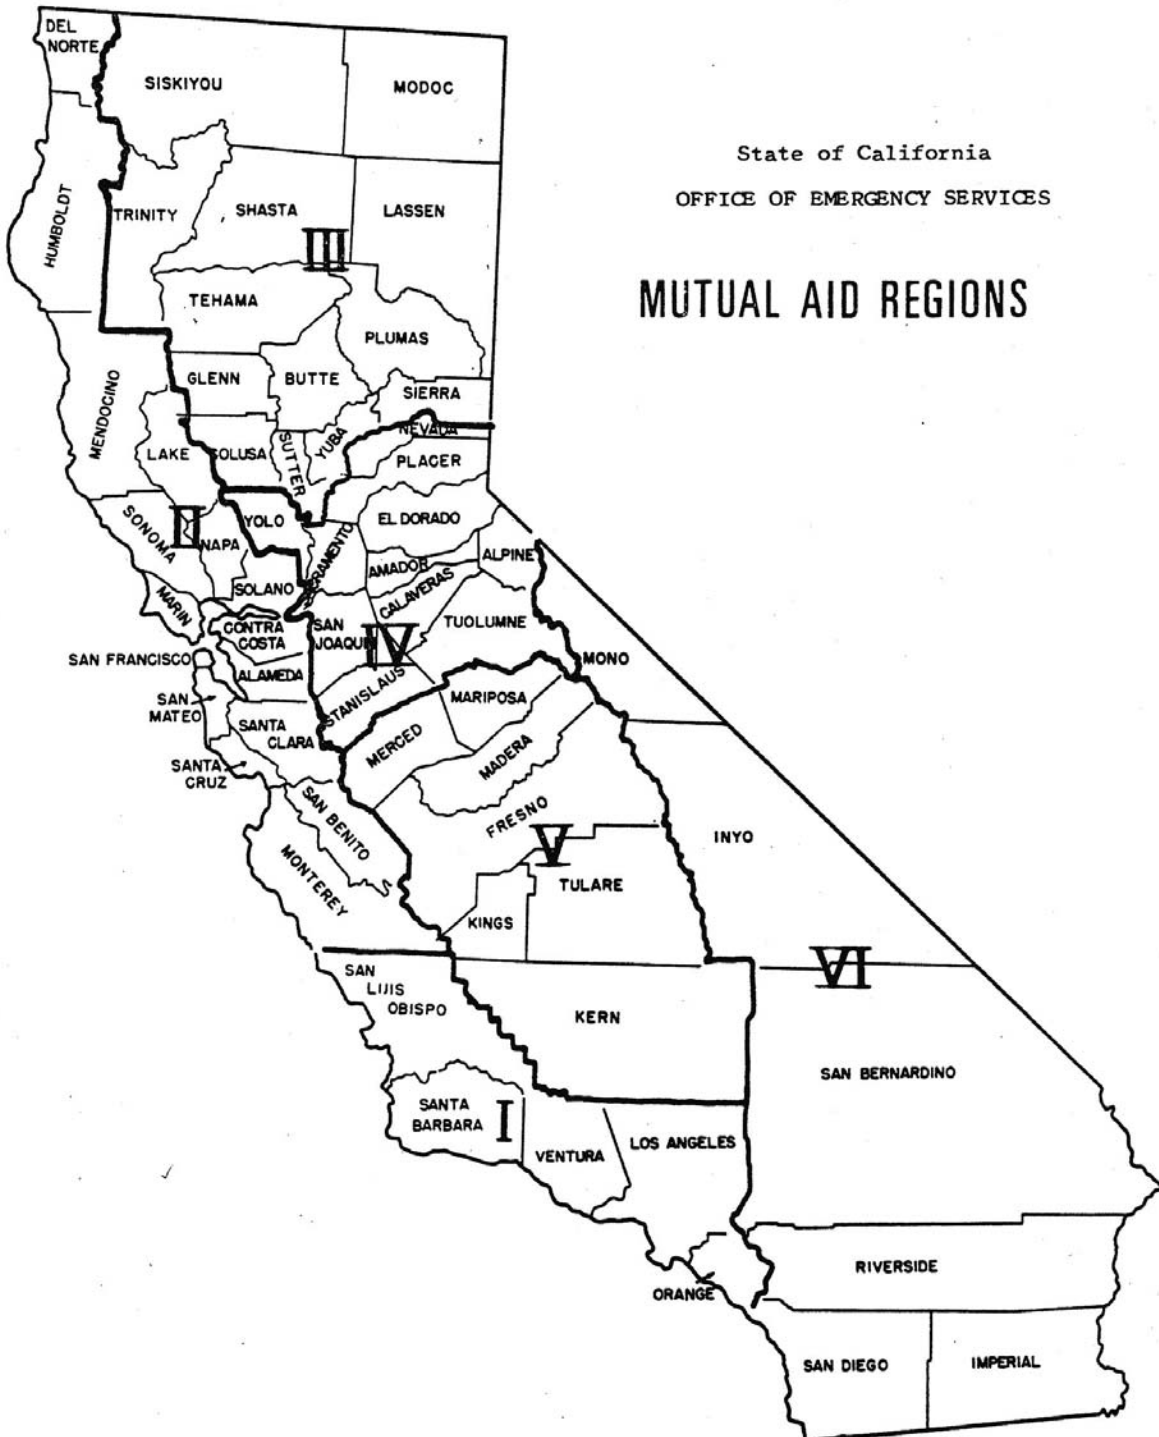 State of California
OFFICE OF EMERGENCY SERVICES
MUTUAL AID REGIONS
DEL
NORTE
SISKIYOU
MODOC
HUMBOLDT
TRINITY
SHASTA
LASSEN
III
TEHAMA
PLUMAS
MENDOCINO
GLENN
BUTTE
SIERRA
LAKE
COLUSA
SUTTER
YUBA
NEVADA
PLACER
SONOMA
II
NAPA
YOLO
EL DORADO
SACRAMENTO
AMADOR
ALPINE
MARIN
SOLANO
CALAVERAS
CONTRA
COSTA
SAN
JOAQUIN
IV
TUOLUMNE
MONO
SAN FRANCISCO
ALAMEDA
STANISLAUS
MARIPOSA
SAN
MATEO
SANTA
CLARA
MERCED
MADERA
SANTA
CRUZ
SAN BENITO
FRESNO
INYO
MONTEREY
V
TULARE
KINGS
VI
SAN
LUIS
OBISPO
KERN
SAN BERNARDINO
SANTA
BARBARA
I
VENTURA
LOS ANGELES
RIVERSIDE
ORANGE
SAN DIEGO
IMPERIAL